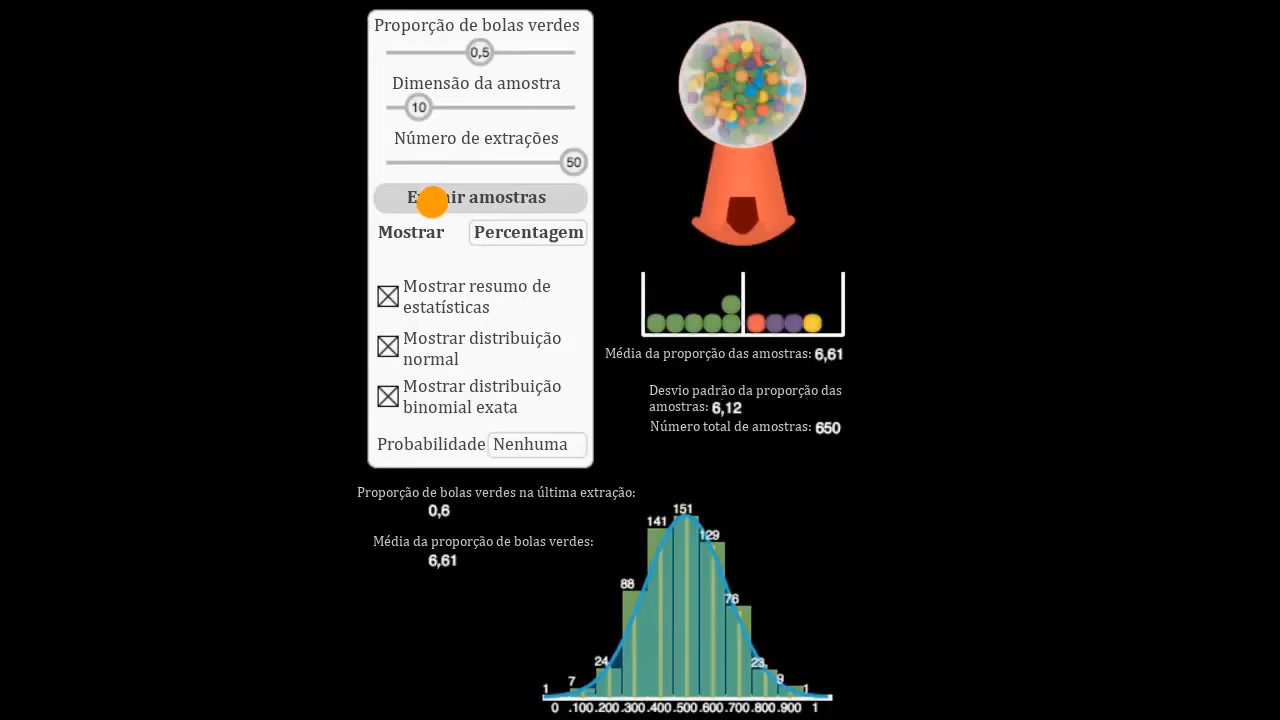 Proporção de bolas verdes
0,5
Dimensão da amostra
10
Número de extrações
50
amostras
Mostrar
Percentagem
Mostrar resumo de
estatísticas
Mostrar distribuição
normal
Mostrar distribuição
binomial exata
Probabilidade Nenhuma
Média da proporção das amostras: 6,61
Desvio padrão da proporção das
amostras: 6,12
Número total de amostras: 650
Proporção de bolas verdes na última extração:
0,6
Média da proporção de bolas verdes:
6,61
1 7 24 88 141 151 129 76 23 9 1
0 .100 .200 .300 .400 .500 .600 .700 .800 .900 1